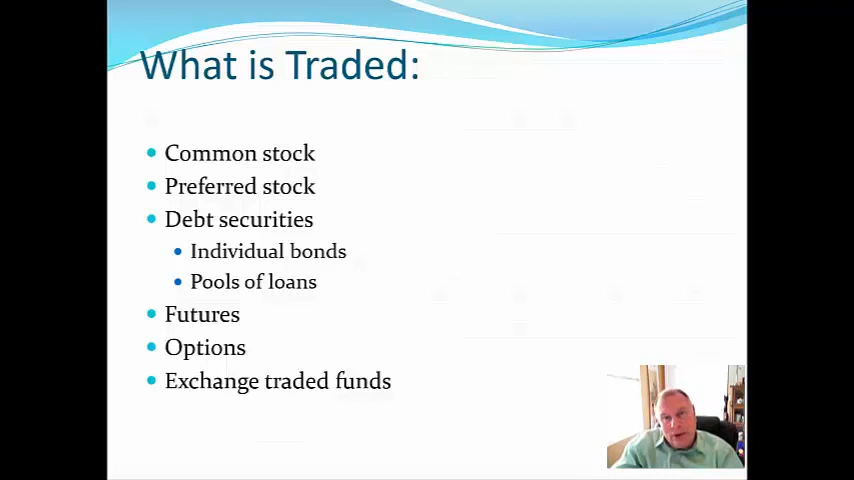 What is Traded:
Common stock
Preferred stock
Debt securities
Individual bonds
Pools of loans
Futures
Options
Exchange traded funds